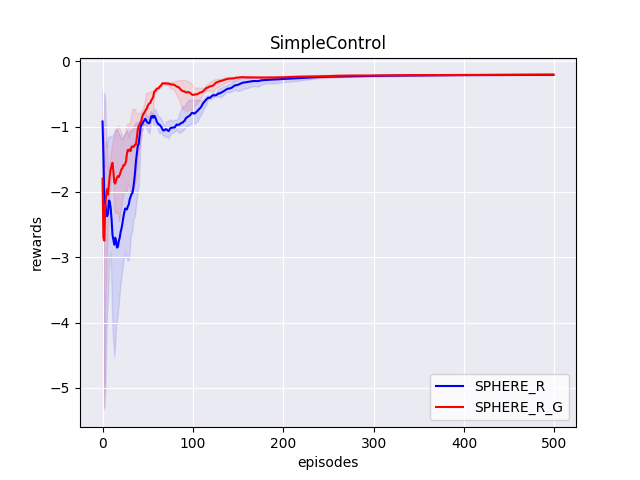 SimpleControl
0
−1
−2
−3
−4
−5
rewards
0 100 200 300 400 500
episodes
SPHERE_R
SPHERE_R_G